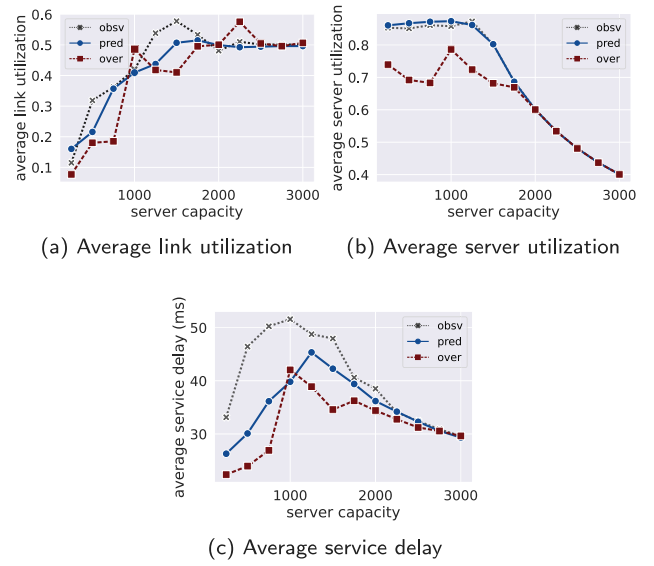 0.6
0.5
0.4
0.3
0.2
0.1
average link utilization
obsv
pred
over
1000 2000 3000
server capacity
(a) Average link utilization
0.8
0.7
0.6
0.5
0.4
average server utilization
obsv
pred
over
1000 2000 3000
server capacity
(b) Average server utilization
50
40
30
average service delay (ms)
obsv
pred
over
1000 2000 3000
server capacity
(c) Average service delay